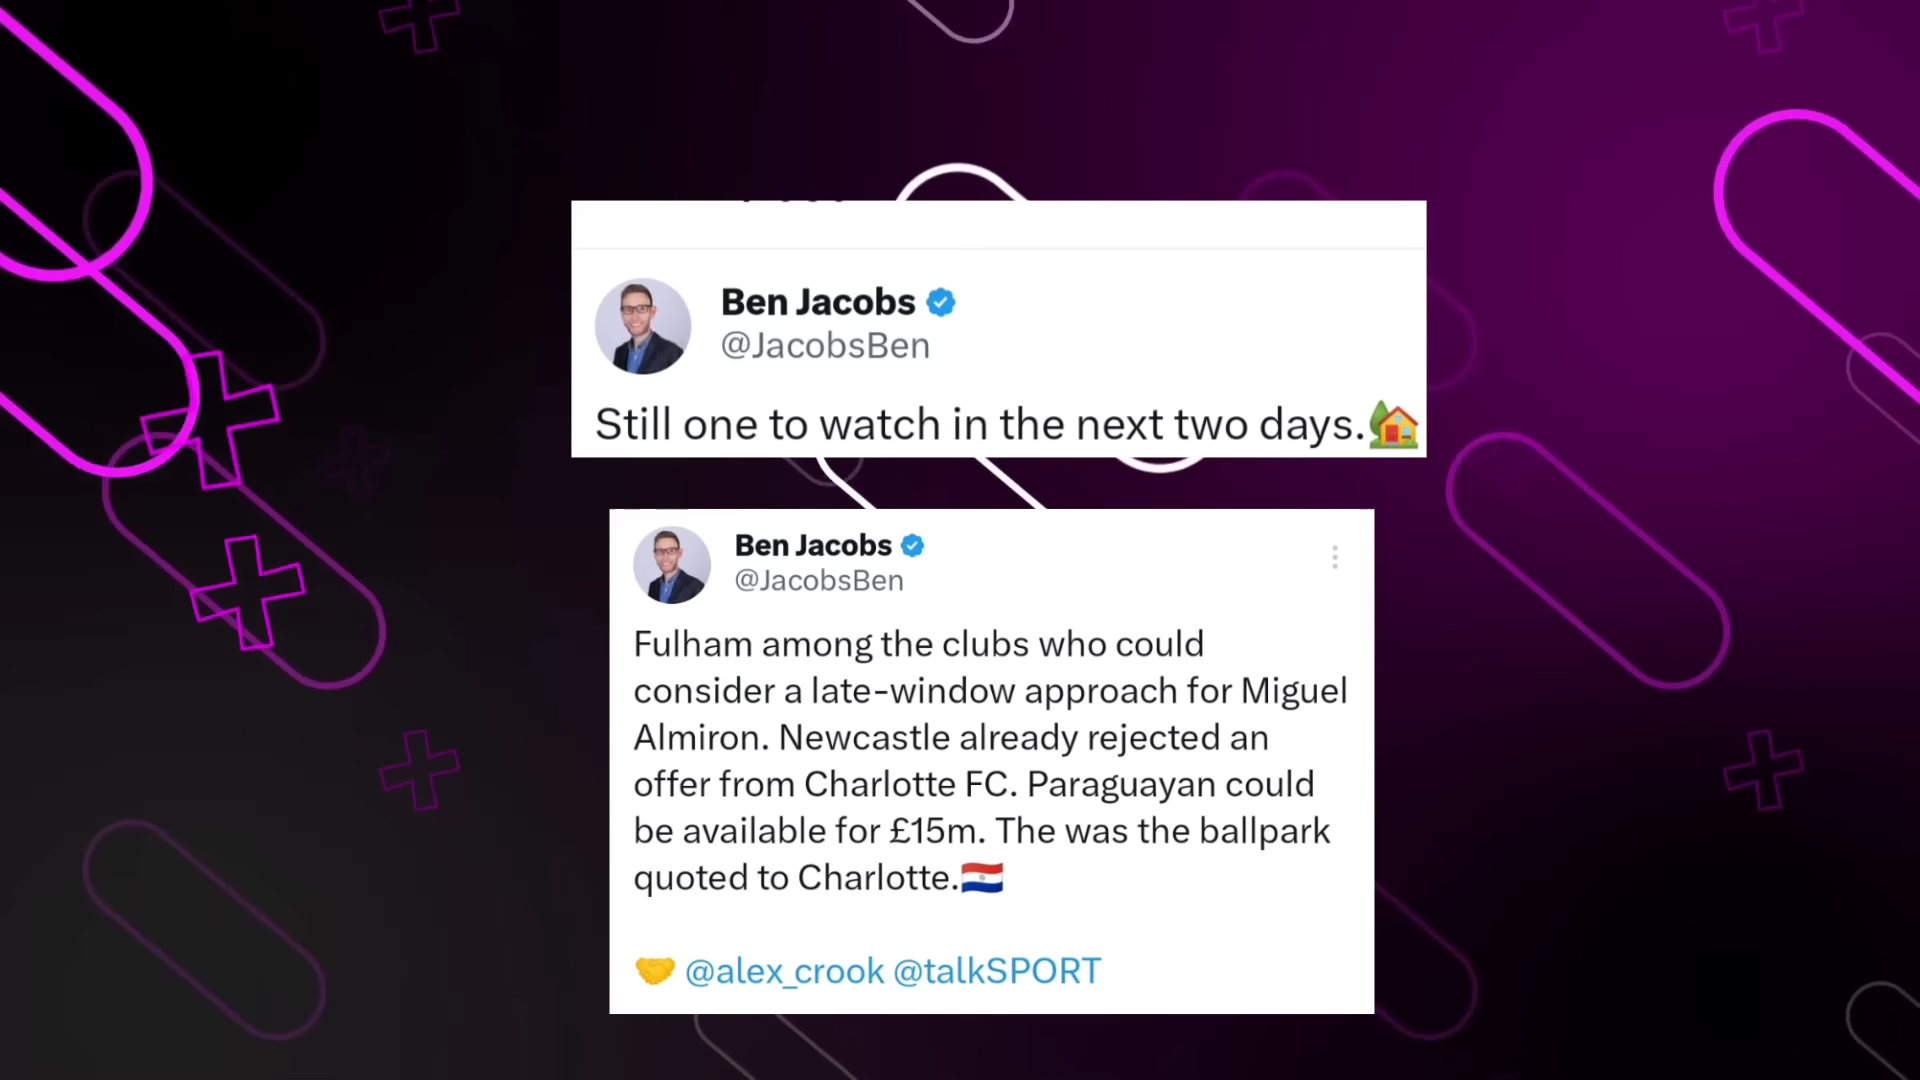 Ben Jacobs
@JacobsBen
Still one to watch in the next two days.🏡
Ben Jacobs
@JacobsBen
Fulham among the clubs who could
consider a late-window approach for Miguel
Almiron. Newcastle already rejected an
offer from Charlotte FC. Paraguayan could
be available for £15m. The was the ballpark
quoted to Charlotte.🇵🇾
🤝 @alex_crook @talkSPORT